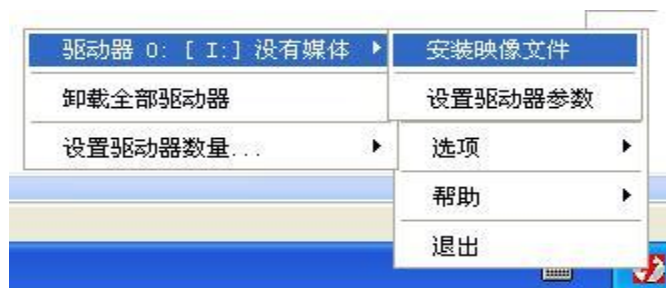 驱动器 0: [ I:] 没有媒体
卸载全部驱动器
设置驱动器数量...
安装映像文件
设置驱动器参数
选项
帮助
退出